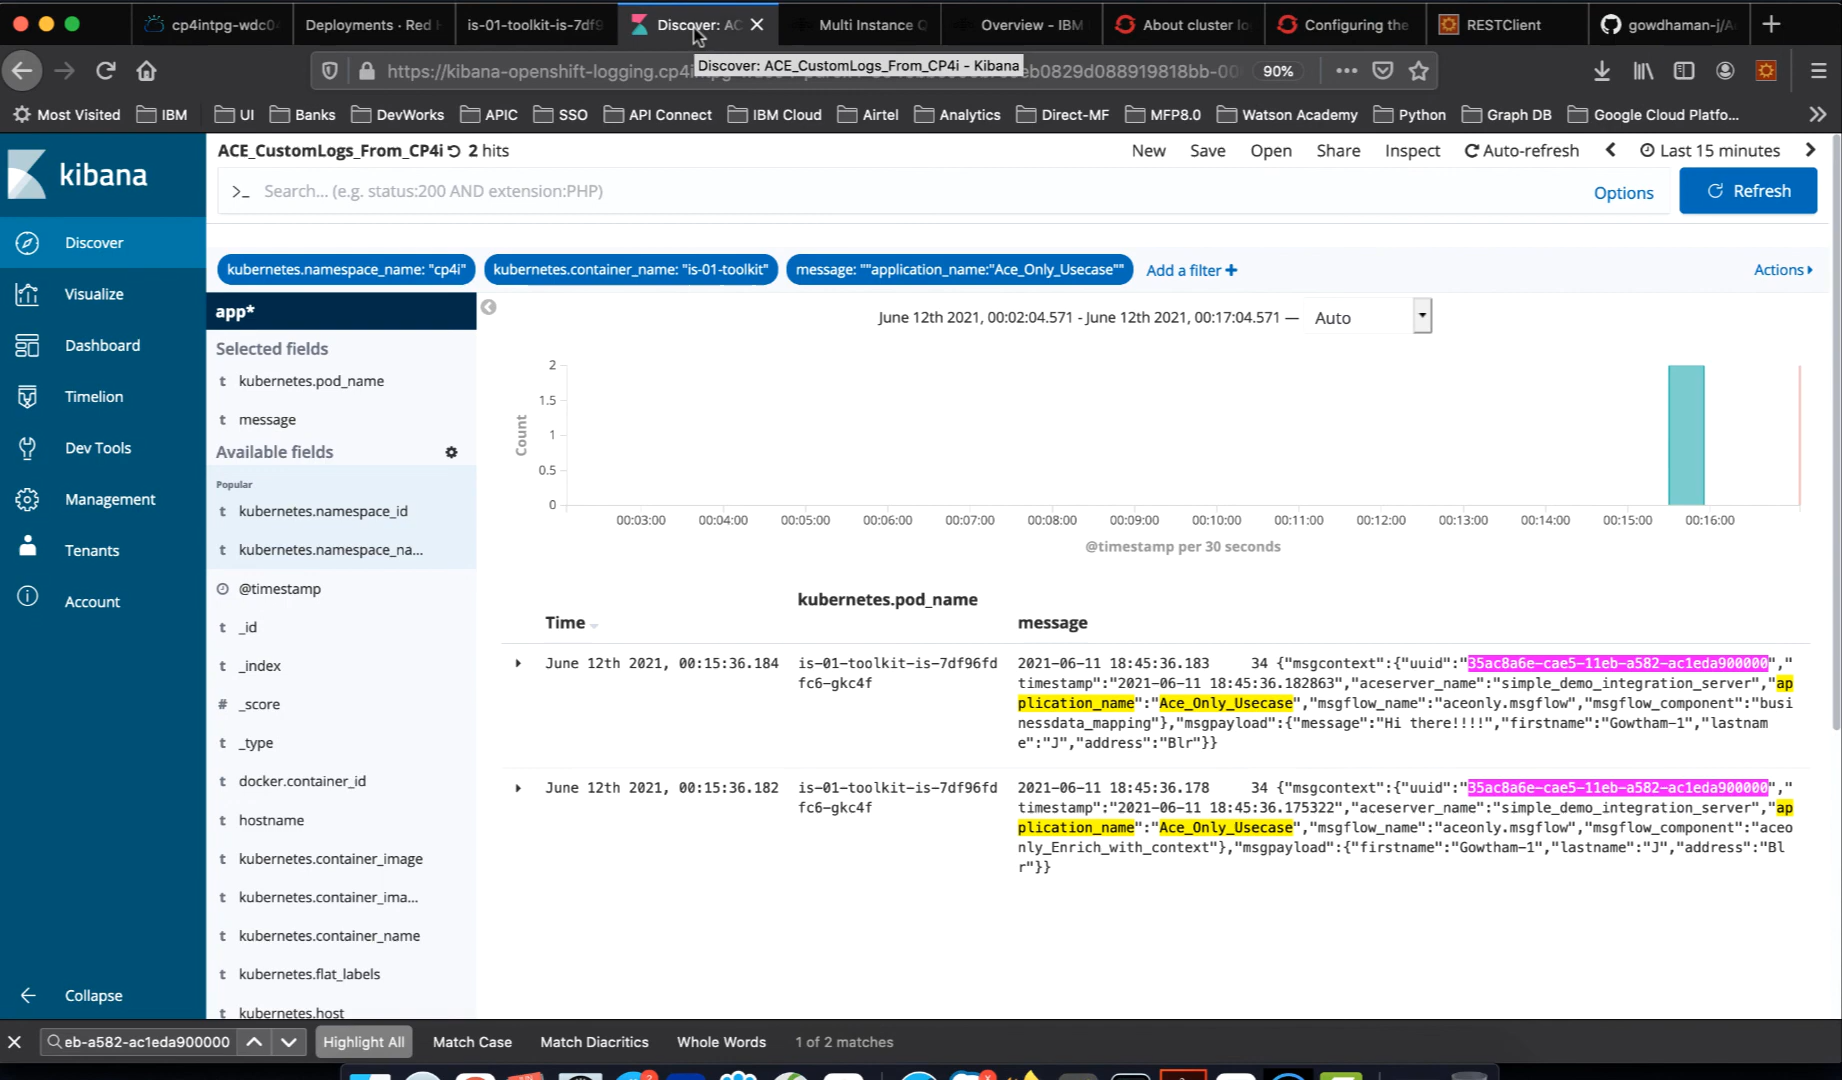 cp4intpg-wdc0
Deployments · Red
is-01-toolkit-is-7df9
Discover: AC
Multi Instance Q
Overview – IBM
About cluster lo
Configuring the
RESTClient
gowdhaman-j/A
https://kibana-openshift-logging.cp4i
90%
Discover: ACE_CustomLogs_From_CP4i - Kibana
Most Visited
IBM
UI
Banks
DevWorks
APIC
SSO
API Connect
IBM Cloud
Airtel
Analytics
Direct-MF
MFP8.0
Watson Academy
Python
Graph DB
Google Cloud Platfo...
kibana
Discover
Visualize
Dashboard
Timelion
Dev Tools
Management
Tenants
Account
Collapse
ACE_CustomLogs_From_CP4i 2 hits
New
Save
Open
Share
Inspect
Auto-refresh
Last 15 minutes
>_ Search... (e.g. status:200 AND extension:PHP)
Options
Refresh
kubernetes.namespace_name: "cp4i"
kubernetes.container_name: "is-01-toolkit"
message: ""application_name:"Ace_Only_Usecase""
Add a filter +
Actions
app*
Selected fields
t kubernetes.pod_name
t message
Available fields
Popular
t kubernetes.namespace_id
t kubernetes.namespace_na...
@timestamp
t _id
t _index
# _score
t _type
t docker.container_id
t hostname
t kubernetes.container_image
t kubernetes.container_ima...
t kubernetes.container_name
t kubernetes.flat_labels
kubernetes.host
June 12th 2021, 00:02:04.571 - June 12th 2021, 00:17:04.571 —
Auto
2
1.5
1
0.5
0
Count
00:03:00
00:04:00
00:05:00
00:06:00
00:07:00
00:08:00
00:09:00
00:10:00
00:11:00
00:12:00
00:13:00
00:14:00
00:15:00
00:16:00
@timestamp per 30 seconds
Time
kubernetes.pod_name
message
June 12th 2021, 00:15:36.184
is-01-toolkit-is-7df96fd
fc6-gkc4f
2021-06-11 18:45:36.183 34 {"msgcontext":{"uuid":"35ac8a6e-cae5-11eb-a582-ac1eda900000","
timestamp":"2021-06-11 18:45:36.182863","aceserver_name":"simple_demo_integration_server","ap
plication_name":"Ace_Only_Usecase","msgflow_name":"aceonly.msgflow","msgflow_component":"bus
inessdata_mapping"},"msgpayload":{"message":"Hi there!!!!","firstname":"Gowtham-1","lastnam
e":"J","address":"Blr"}}
June 12th 2021, 00:15:36.182
is-01-toolkit-is-7df96fd
fc6-gkc4f
2021-06-11 18:45:36.178 34 {"msgcontext":{"uuid":"35ac8a6e-cae5-11eb-a582-ac1eda900000","
timestamp":"2021-06-11 18:45:36.175322","aceserver_name":"simple_demo_integration_server","ap
plication_name":"Ace_Only_Usecase","msgflow_name":"aceonly.msgflow","msgflow_component":"aceo
nly_Enrich_with_context"},"msgpayload":{"firstname":"Gowtham-1","lastname":"J","address":"Bl
r"}}
eb-a582-ac1eda900000
Highlight All
Match Case
Match Diacritics
Whole Words
1 of 2 matches